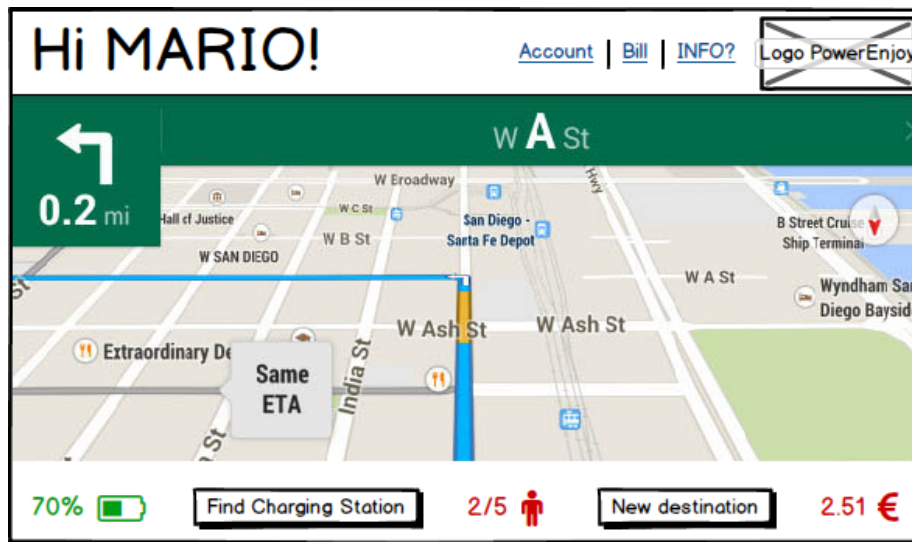 Hi MARIO!
Account | Bill | INFO?
Logo PowerEnjoy
W A St
0.2 mi
W Broadway
Hwy
Hall of Justice
W C St
San Diego -
Santa Fe Depot
B Street Cruise
Ship Terminal
W B St
W SAN DIEGO
W A St
St
Wyndham San
Diego Bayside
W Ash St
W Ash St
Extraordinary De
India St
Same
ETA
St
70%
Find Charging Station
2/5
New destination
2.51 €